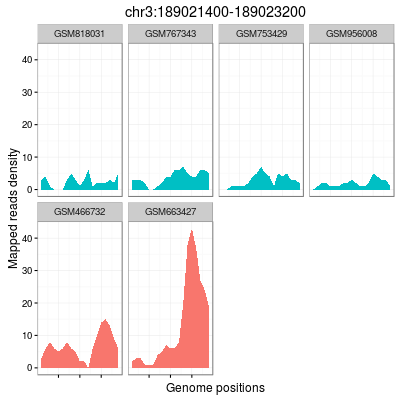 chr3:189021400-189023200
GSM818031 GSM767343 GSM753429 GSM956008
40
30
20
10
0
GSM466732 GSM663427
40
30
20
10
0
Mapped reads density
Genome positions